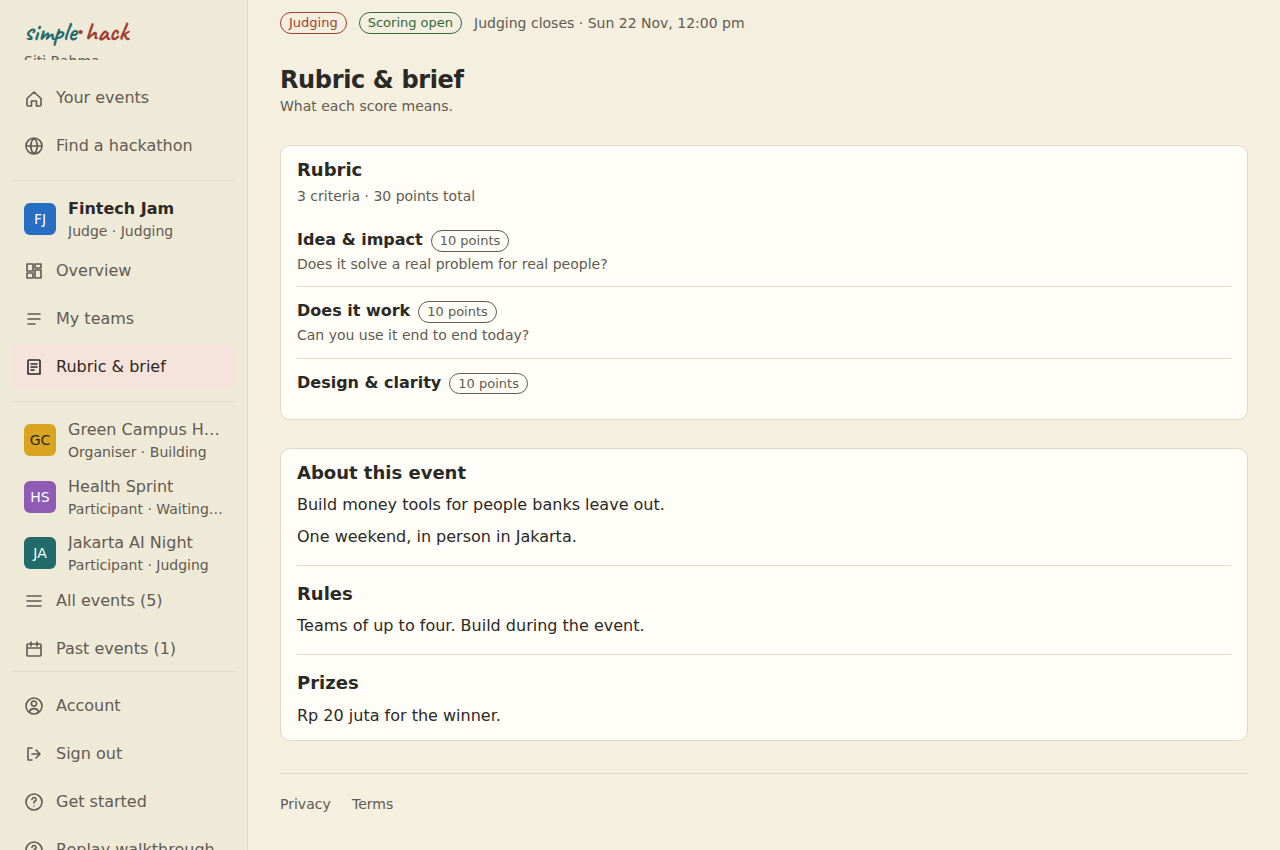 simple·hack
Siti Rahma
Your events
Find a hackathon
FJ
Fintech Jam
Judge · Judging
Overview
My teams
Rubric & brief
GC
Green Campus H…
Organiser · Building
HS
Health Sprint
Participant · Waiting…
JA
Jakarta AI Night
Participant · Judging
All events (5)
Past events (1)
Account
Sign out
Get started
Replay walkthrough
Judging
Scoring open
Judging closes · Sun 22 Nov, 12:00 pm
Rubric & brief
What each score means.
Rubric
3 criteria · 30 points total
Idea & impact 10 points
Does it solve a real problem for real people?
Does it work 10 points
Can you use it end to end today?
Design & clarity 10 points
About this event
Build money tools for people banks leave out.
One weekend, in person in Jakarta.
Rules
Teams of up to four. Build during the event.
Prizes
Rp 20 juta for the winner.
Privacy Terms